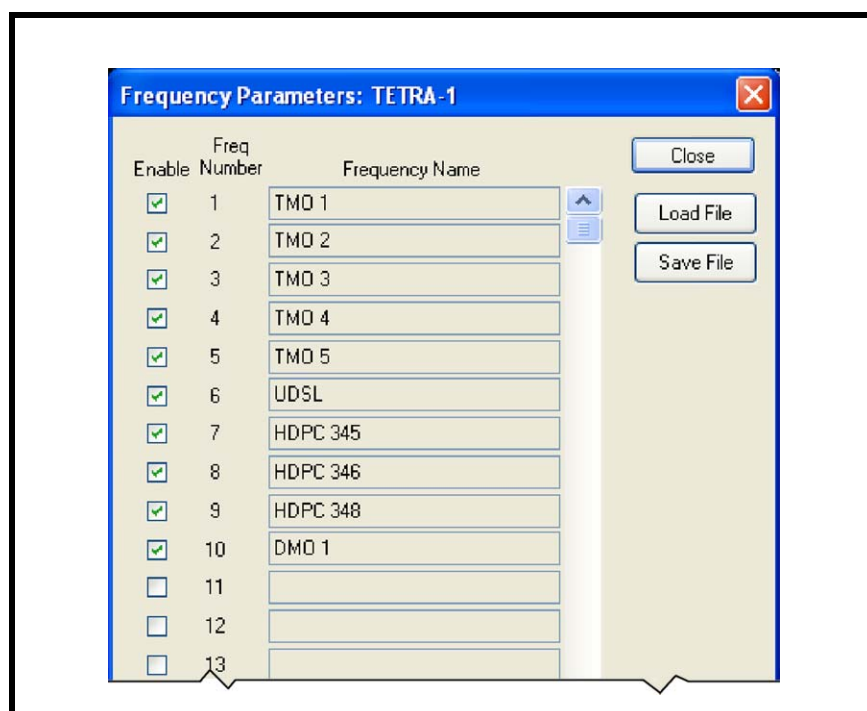 Frequency Parameters: TETRA-1
Enable
Freq Number
Frequency Name
Close
Load File
Save File
1 TMO 1
2 TMO 2
3 TMO 3
4 TMO 4
5 TMO 5
6 UDSL
7 HDPC 345
8 HDPC 346
9 HDPC 348
10 DMO 1
11
12
13